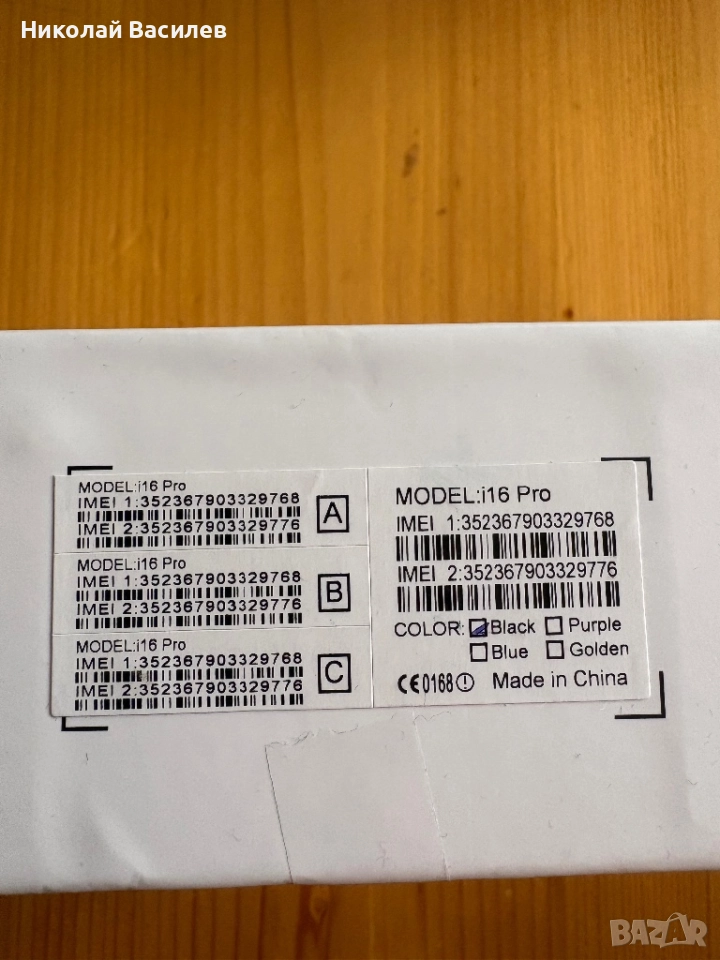 Николай Василев
MODEL:i16 Pro
IMEI 1:352367903329768
IMEI 2:352367903329776
A
MODEL:i16 Pro
IMEI 1:352367903329768
IMEI 2:352367903329776
B
MODEL:i16 Pro
IMEI 1:352367903329768
IMEI 2:352367903329776
C
MODEL:i16 Pro
IMEI 1:352367903329768
IMEI 2:352367903329776
COLOR: Black Purple
Blue Golden
CE0168 Made in China
BAZAR